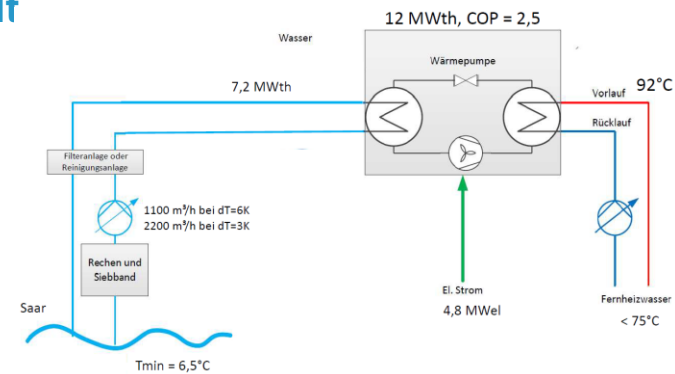 lt
12 MWth, COP = 2,5
Wasser
Wärmepumpe
7,2 MWth
Vorlauf
92°C
Rücklauf
Filteranlage oder
Reinigungsanlage
1100 m³/h bei dT=6K
2200 m³/h bei dT=3K
Rechen und
Siebband
Saar
El. Strom
4,8 MWel
Fernheizwasser
< 75°C
Tmin = 6,5°C